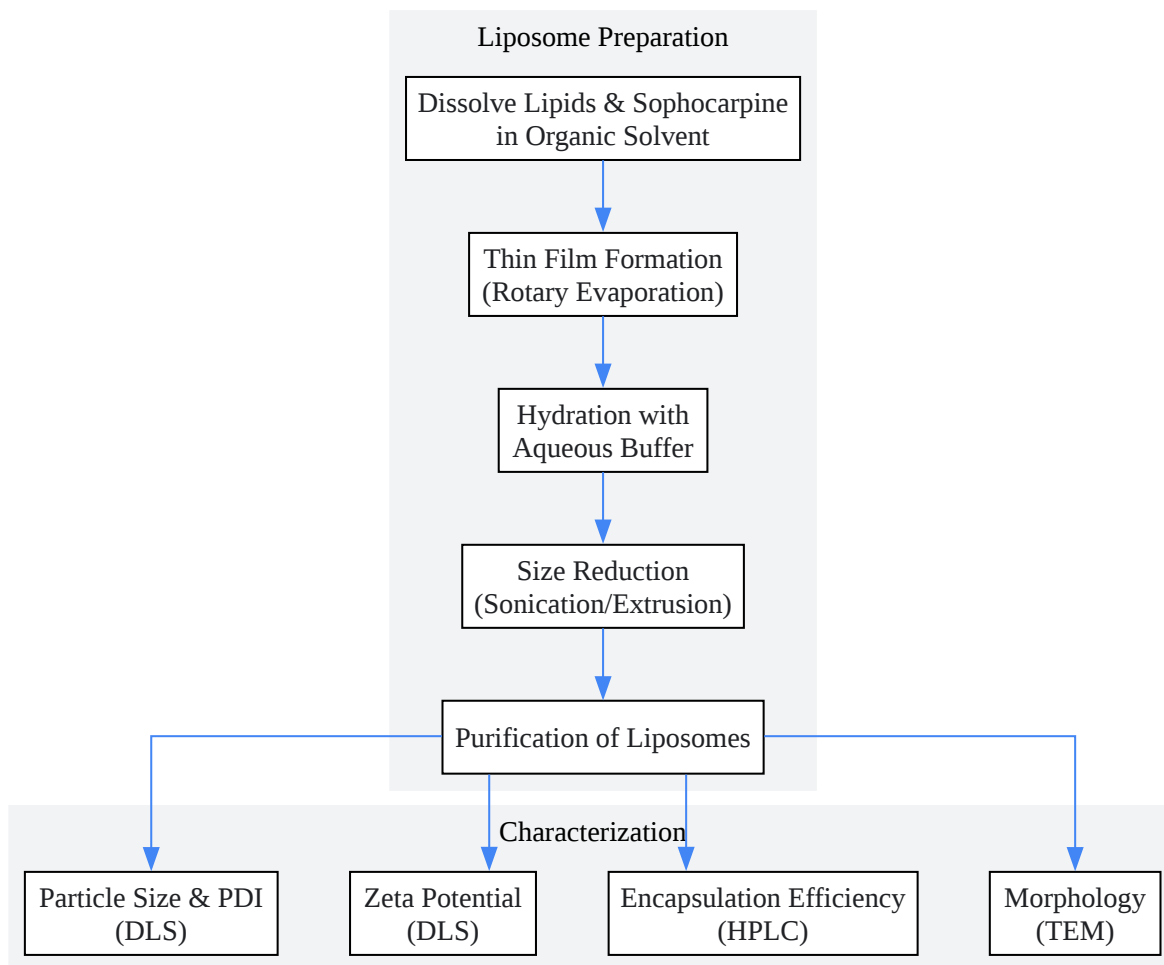 Liposome Preparation
Dissolve Lipids & Sophocarpine
in Organic Solvent
Thin Film Formation
(Rotary Evaporation)
Hydration with
Aqueous Buffer
Size Reduction
(Sonication/Extrusion)
Purification of Liposomes
Characterization
Particle Size & PDI
(DLS)
Zeta Potential
(DLS)
Encapsulation Efficiency
(HPLC)
Morphology
(TEM)